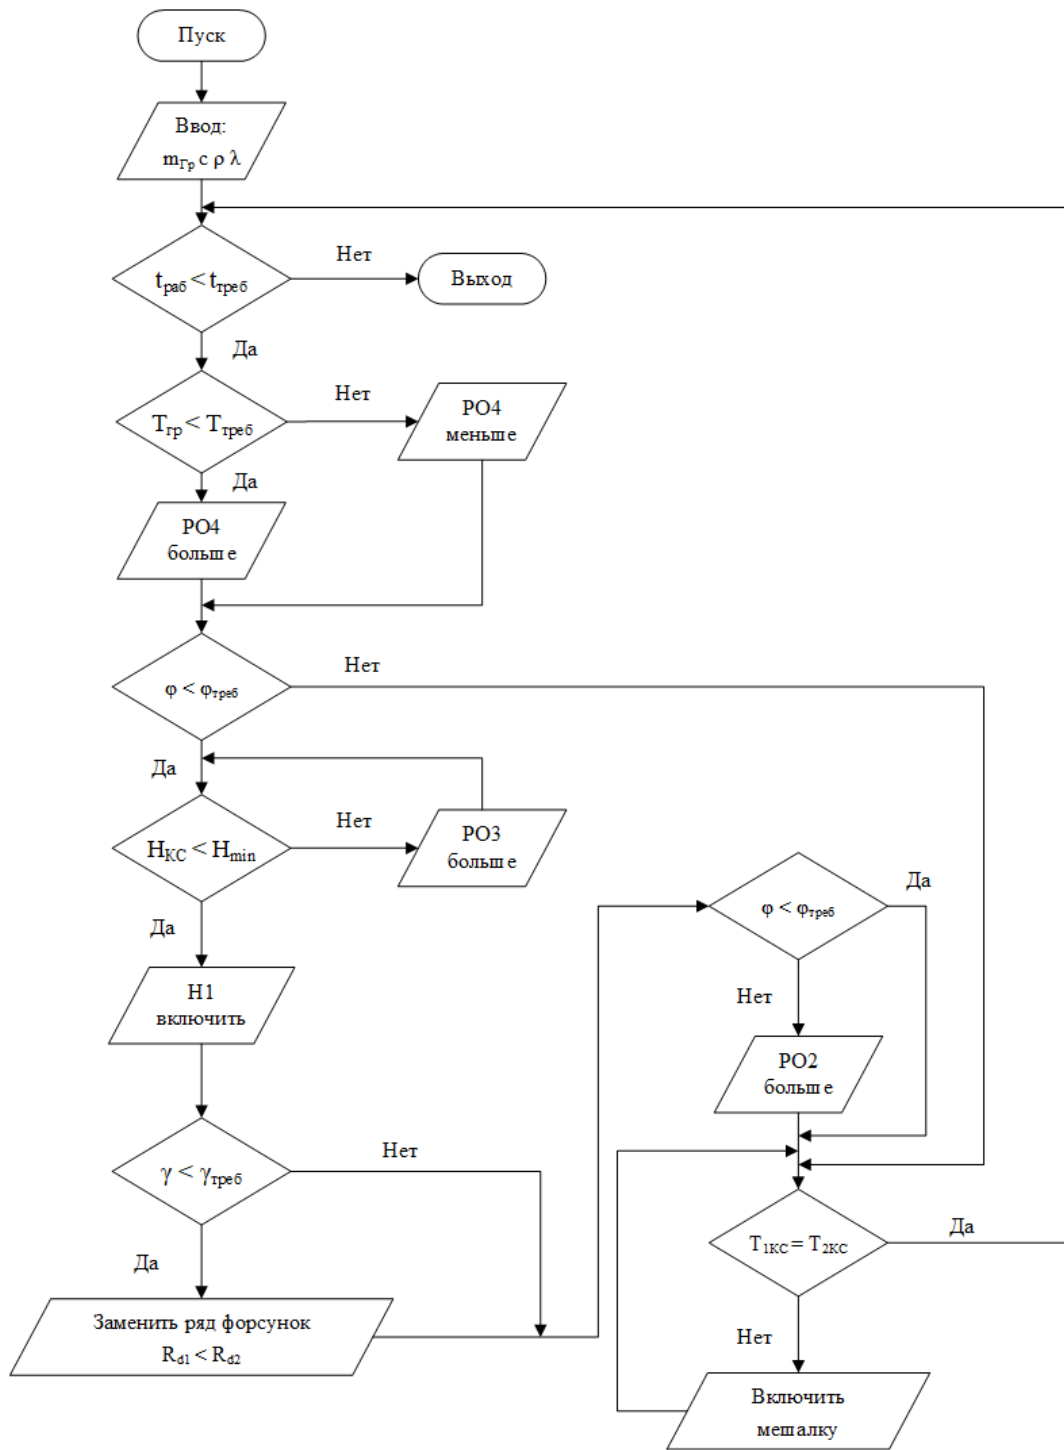 Пуск
Ввод:
mГр с ρ λ
tраб < tтреб
Нет
Выход
Да
Tгр < Tтреб
Нет
РО4
меньше
Да
РО4
больше
φ < φтреб
Нет
Да
HКС < Hmin
Нет
РО3
больше
Да
Н1
включить
γ < γтреб
Нет
Да
Заменить ряд форсунок
Rd1 < Rd2
φ < φтреб
Да
Нет
РО2
больше
T1КС = T2КС
Да
Нет
Включить
мешалку